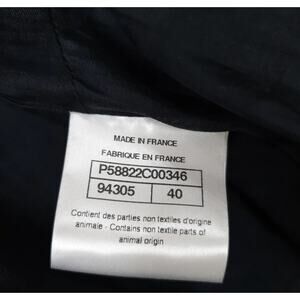 MADE IN FRANCE
FABRIQUE EN FRANCE
P58822C00346
94305 40
Contient des parties non textiles d'origine
animale - Contains non textile parts of
animal origin